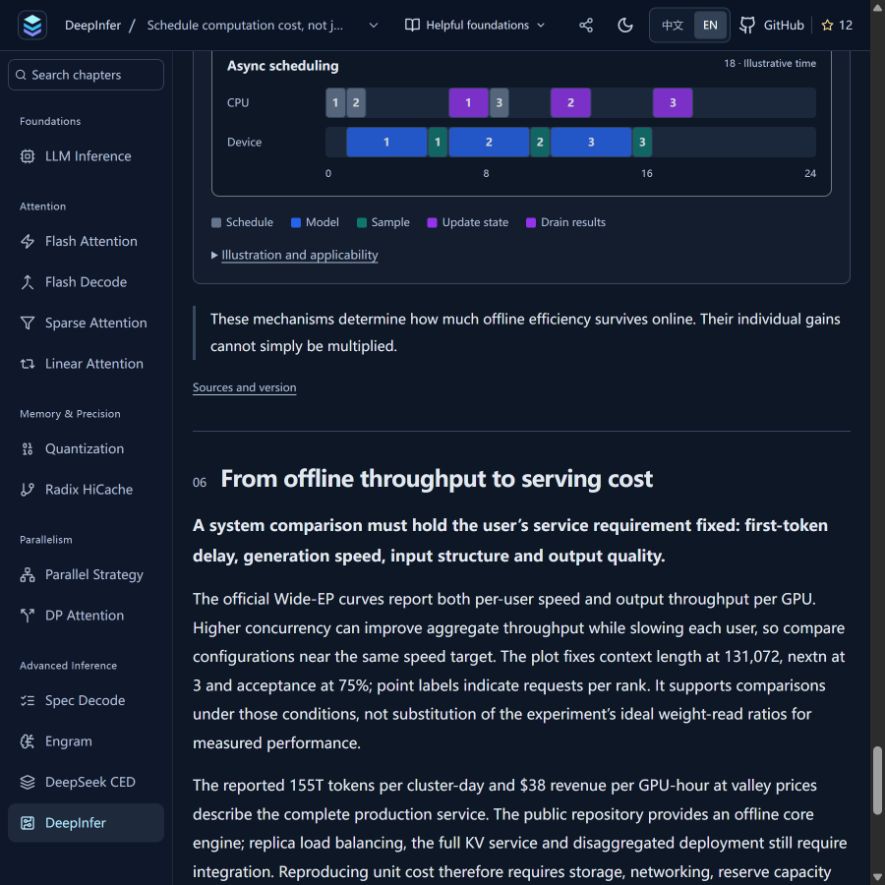 DeepInfer / Schedule computation cost, not j... Helpful foundations 中文 EN GitHub 12
Search chapters
Foundations
LLM Inference
Attention
Flash Attention
Flash Decode
Sparse Attention
Linear Attention
Memory & Precision
Quantization
Radix HiCache
Parallelism
Parallel Strategy
DP Attention
Advanced Inference
Spec Decode
Engram
DeepSeek CED
DeepInfer
Async scheduling 18 · Illustrative time
CPU 1 2 1 3 2 3
Device 1 1 2 2 3 3
0 8 16 24
Schedule Model Sample Update state Drain results
Illustration and applicability
These mechanisms determine how much offline efficiency survives online. Their individual gains
cannot simply be multiplied.
Sources and version
06 From offline throughput to serving cost
A system comparison must hold the user’s service requirement fixed: first-token
delay, generation speed, input structure and output quality.
The official Wide-EP curves report both per-user speed and output throughput per GPU.
Higher concurrency can improve aggregate throughput while slowing each user, so compare
configurations near the same speed target. The plot fixes context length at 131,072, nextn at
3 and acceptance at 75%; point labels indicate requests per rank. It supports comparisons
under those conditions, not substitution of the experiment’s ideal weight-read ratios for
measured performance.
The reported 155T tokens per cluster-day and $38 revenue per GPU-hour at valley prices
describe the complete production service. The public repository provides an offline core
engine; replica load balancing, the full KV service and disaggregated deployment still require
integration. Reproducing unit cost therefore requires storage, networking, reserve capacity